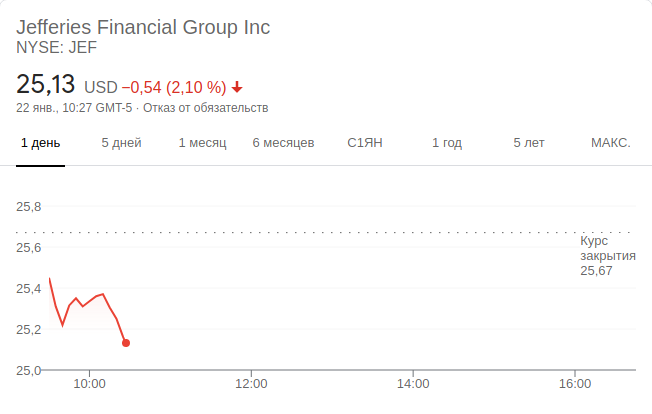 Jefferies Financial Group Inc
NYSE: JEF
25,13 USD −0,54 (2,10 %)
22 янв., 10:27 GMT-5 · Отказ от обязательств
1 день 5 дней 1 месяц 6 месяцев С1ЯН 1 год 5 лет МАКС.
25,8
25,6
25,4
25,2
25,0
Курс
закрытия
25,67
10:00 12:00 14:00 16:00